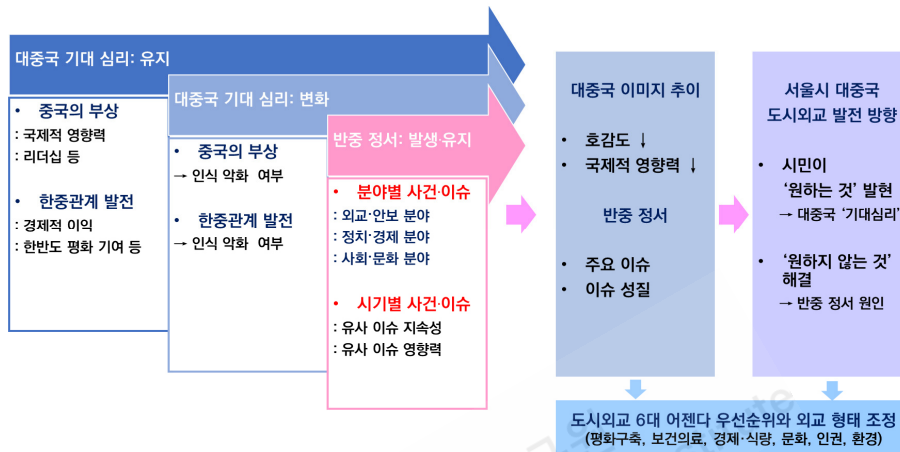 대중국 기대 심리: 유지
• 중국의 부상
: 국제적 영향력
: 리더십 등
• 한중관계 발전
: 경제적 이익
: 한반도 평화 기여 등
대중국 기대 심리: 변화
• 중국의 부상
→ 인식 악화 여부
• 한중관계 발전
→ 인식 악화 여부
반중 정서: 발생·유지
• 분야별 사건·이슈
: 외교·안보 분야
: 정치·경제 분야
: 사회·문화 분야
• 시기별 사건·이슈
: 유사 이슈 지속성
: 유사 이슈 영향력
대중국 이미지 추이
• 호감도 ↓
• 국제적 영향력 ↓
반중 정서
• 주요 이슈
• 이슈 성질
서울시 대중국
도시외교 발전 방향
• 시민이
‘원하는 것’ 발현
→ 대중국 ‘기대심리’
• ‘원하지 않는 것’
해결
→ 반중 정서 원인
도시외교 6대 어젠다 우선순위와 외교 형태 조정
(평화구축, 보건의료, 경제·식량, 문화, 인권, 환경)